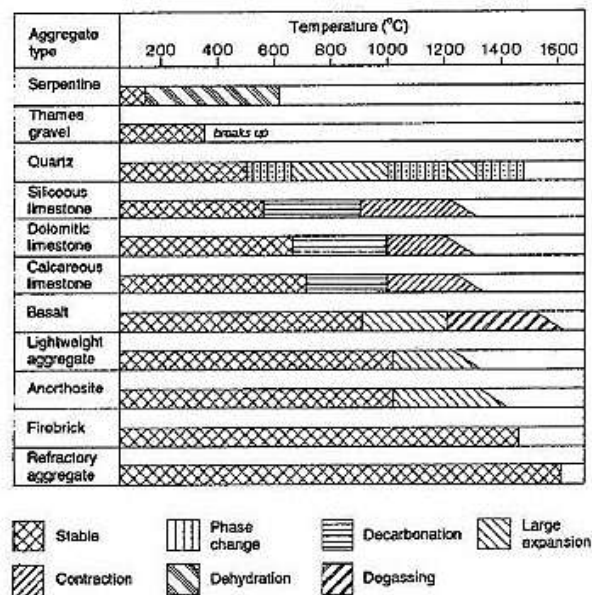 Aggregate type
Temperature (°C)
200 400 600 800 1000 1200 1400 1600
Serpentine
Thames gravel
breaks up
Quartz
Siliceous limestone
Dolomitic limestone
Calcareous limestone
Basalt
Lightweight aggregate
Anorthosite
Firebrick
Refractory aggregate
Stable
Phase change
Decarbonation
Large expansion
Contraction
Dehydration
Degassing